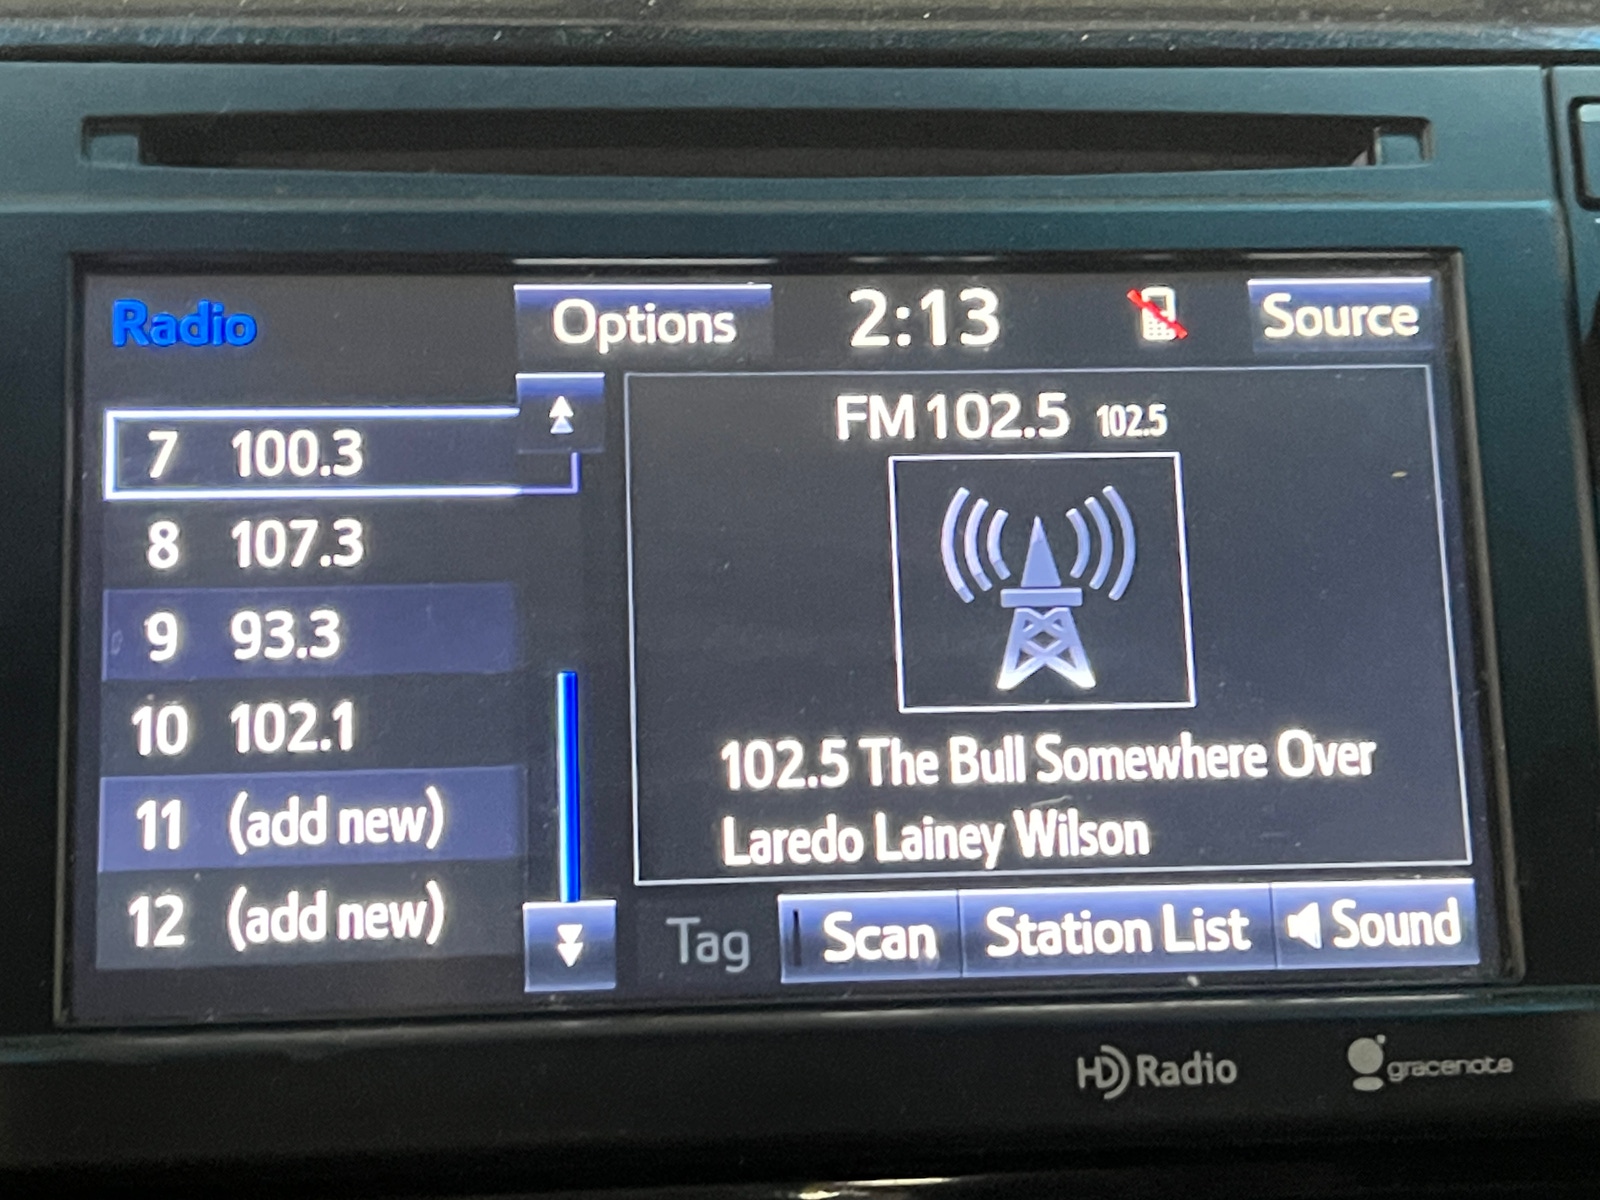 Radio Options 2:13 Source
7 100.3
8 107.3
9 93.3
10 102.1
11 (add new)
12 (add new)
FM 102.5 102.5
102.5 The Bull Somewhere Over
Laredo Lainey Wilson
Tag Scan Station List Sound
HD Radio gracenote